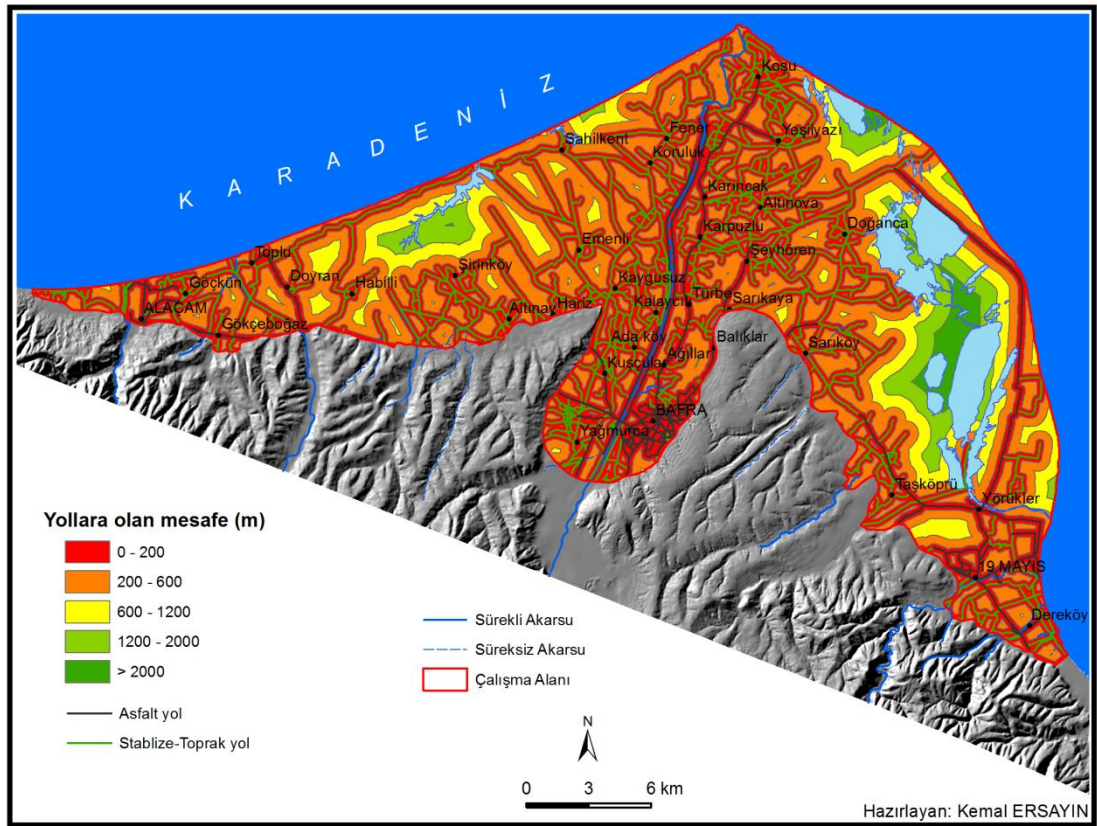 KARADENİZ
Koşu
Fener
Yeşilyazı
Sahilkent
Koruluk
Karıncak
Altınova
Doğanca
Karpuzlu
Emenli
Şeyhören
Toplu
Göçkün
Doyran
Habilli
Şirinköy
Kaygusuz
ALAÇAM
Altınay
Hariz
Kalaycılı
Türbe
Sarıkaya
Gökçeboğaz
Ada köy
Balıklar
Sarıköy
Ağıllar
Kuşçular
BAFRA
Yağmurca
Taşköprü
Yörükler
19 MAYIS
Dereköy
Yollara olan mesafe (m)
0 - 200
200 - 600
600 - 1200
1200 - 2000
> 2000
Asfalt yol
Stablize-Toprak yol
Sürekli Akarsu
Süreksiz Akarsu
Çalışma Alanı
N
0 3 6 km
Hazırlayan: Kemal ERSAYIN